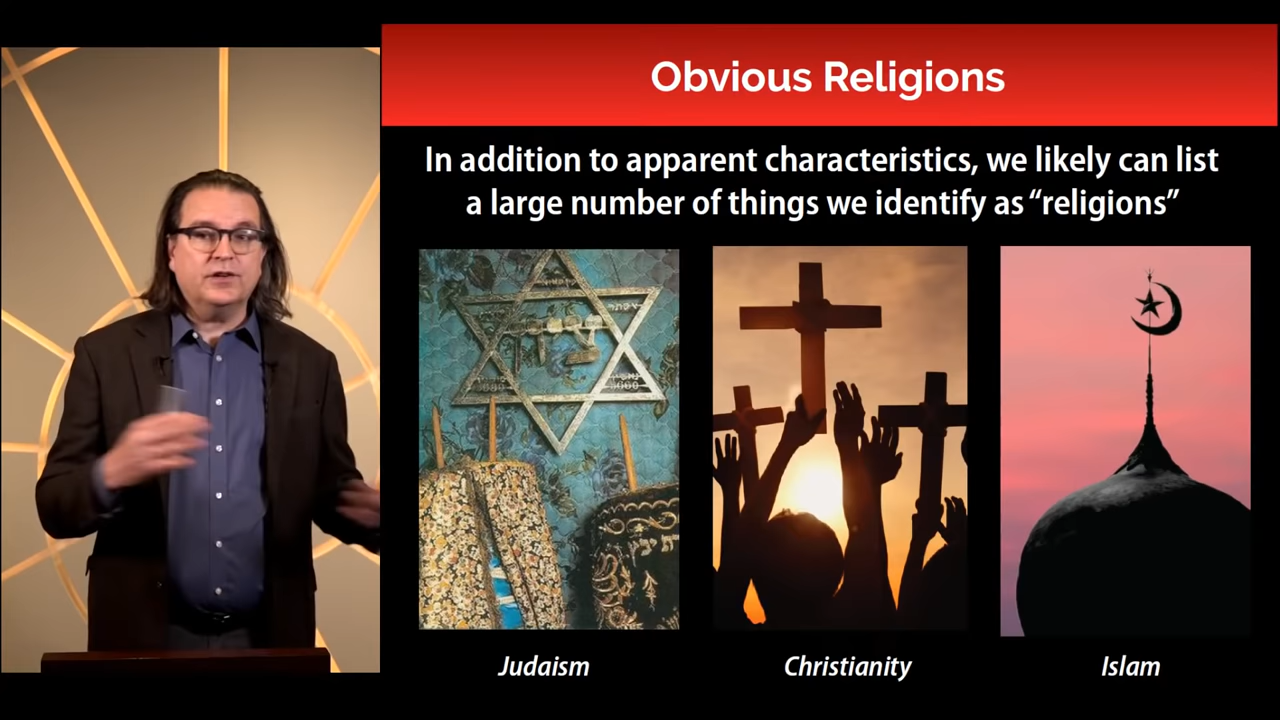 Obvious Religions
In addition to apparent characteristics, we likely can list
a large number of things we identify as “religions”
Judaism
Christianity
Islam